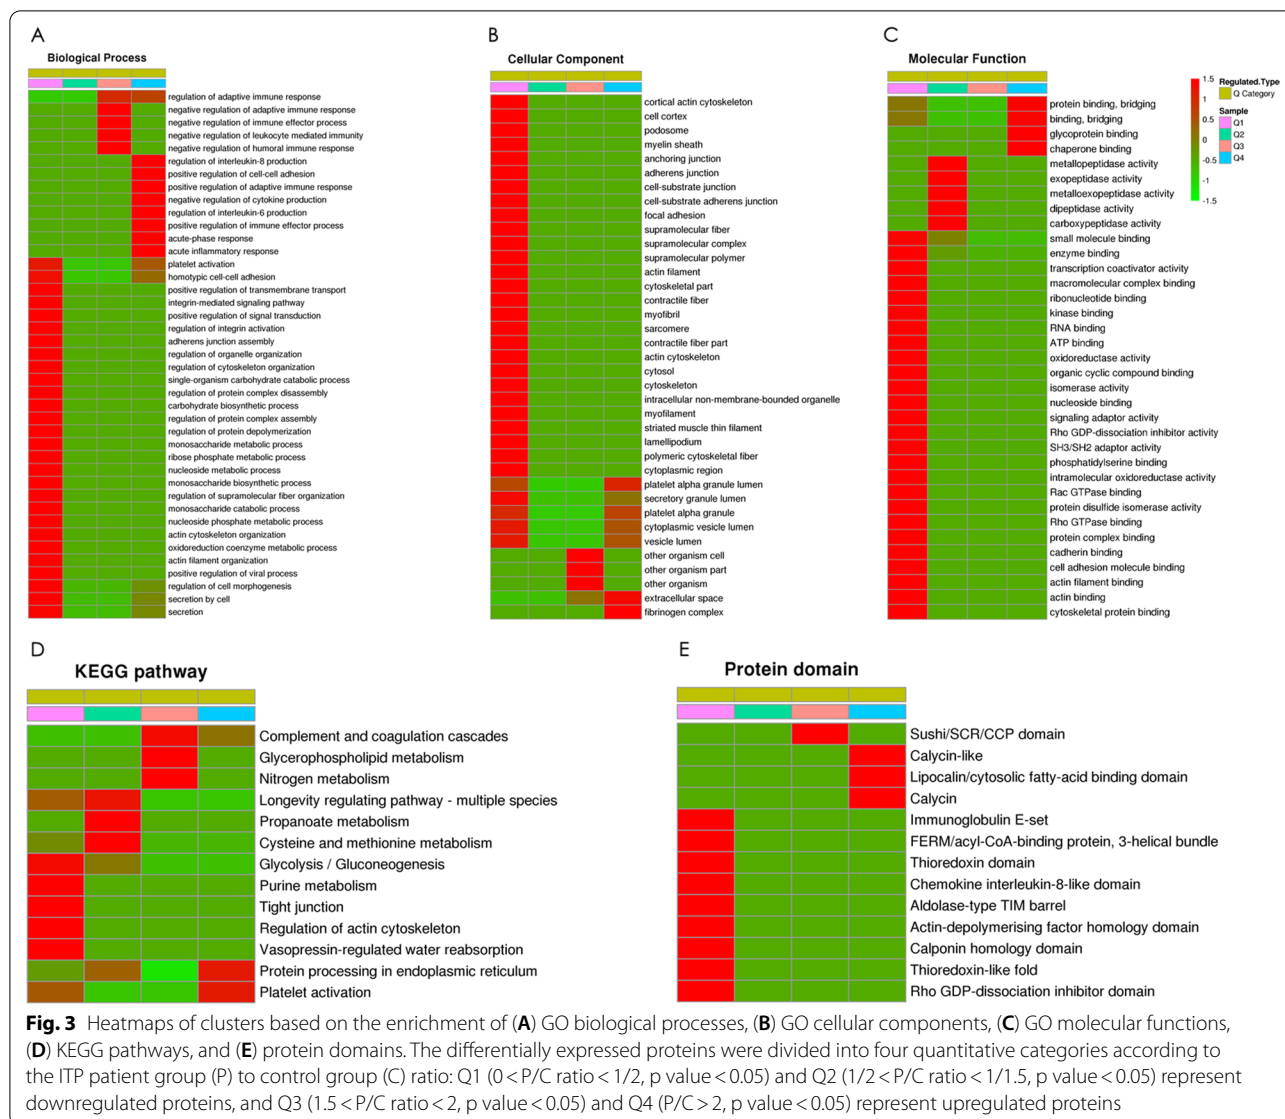 A
Biological Process
regulation of adaptive immune response
negative regulation of adaptive immune response
negative regulation of immune effector process
negative regulation of leukocyte mediated immunity
negative regulation of humoral immune response
regulation of interleukin-8 production
positive regulation of cell-cell adhesion
positive regulation of adaptive immune response
negative regulation of cytokine production
regulation of interleukin-6 production
positive regulation of immune effector process
acute-phase response
acute inflammatory response
platelet activation
homotypic cell-cell adhesion
positive regulation of transmembrane transport
integrin-mediated signaling pathway
positive regulation of signal transduction
regulation of integrin activation
adherens junction assembly
regulation of organelle organization
regulation of cytoskeleton organization
single-organism carbohydrate catabolic process
regulation of protein complex disassembly
carbohydrate biosynthetic process
regulation of protein complex assembly
regulation of protein depolymerization
monosaccharide metabolic process
ribose phosphate metabolic process
nucleoside metabolic process
monosaccharide biosynthetic process
regulation of supramolecular fiber organization
monosaccharide catabolic process
nucleoside phosphate metabolic process
actin cytoskeleton organization
oxidoreduction coenzyme metabolic process
actin filament organization
positive regulation of viral process
regulation of cell morphogenesis
secretion by cell
secretion
B
Cellular Component
cortical actin cytoskeleton
cell cortex
podosome
myelin sheath
anchoring junction
adherens junction
cell-substrate junction
cell-substrate adherens junction
focal adhesion
supramolecular fiber
supramolecular complex
supramolecular polymer
actin filament
cytoskeletal part
contractile fiber
myofibril
sarcomere
contractile fiber part
actin cytoskeleton
cytosol
cytoskeleton
intracellular non-membrane-bounded organelle
myofilament
striated muscle thin filament
lamellipodium
polymeric cytoskeletal fiber
cytoplasmic region
platelet alpha granule lumen
secretory granule lumen
platelet alpha granule
cytoplasmic vesicle lumen
vesicle lumen
other organism cell
other organism part
other organism
extracellular space
fibrinogen complex
C
Molecular Function
protein binding, bridging
binding, bridging
glycoprotein binding
chaperone binding
metallopeptidase activity
exopeptidase activity
metalloexopeptidase activity
dipeptidase activity
carboxypeptidase activity
small molecule binding
enzyme binding
transcription coactivator activity
macromolecular complex binding
ribonucleotide binding
kinase binding
RNA binding
ATP binding
oxidoreductase activity
organic cyclic compound binding
isomerase activity
nucleoside binding
signaling adaptor activity
Rho GDP-dissociation inhibitor activity
SH3/SH2 adaptor activity
phosphatidylserine binding
intramolecular oxidoreductase activity
Rac GTPase binding
protein disulfide isomerase activity
Rho GTPase binding
protein complex binding
cadherin binding
cell adhesion molecule binding
actin filament binding
actin binding
cytoskeletal protein binding
1.5
1
0.5
0
-0.5
-1
-1.5
Regulated.Type
Q Category
Sample
Q1
Q2
Q3
Q4
D
KEGG pathway
Complement and coagulation cascades
Glycerophospholipid metabolism
Nitrogen metabolism
Longevity regulating pathway - multiple species
Propanoate metabolism
Cysteine and methionine metabolism
Glycolysis / Gluconeogenesis
Purine metabolism
Tight junction
Regulation of actin cytoskeleton
Vasopressin-regulated water reabsorption
Protein processing in endoplasmic reticulum
Platelet activation
E
Protein domain
Sushi/SCR/CCP domain
Calycin-like
Lipocalin/cytosolic fatty-acid binding domain
Calycin
Immunoglobulin E-set
FERM/acyl-CoA-binding protein, 3-helical bundle
Thioredoxin domain
Chemokine interleukin-8-like domain
Aldolase-type TIM barrel
Actin-depolymerising factor homology domain
Calponin homology domain
Thioredoxin-like fold
Rho GDP-dissociation inhibitor domain
Fig. 3 Heatmaps of clusters based on the enrichment of (A) GO biological processes, (B) GO cellular components, (C) GO molecular functions,
(D) KEGG pathways, and (E) protein domains. The differentially expressed proteins were divided into four quantitative categories according to
the ITP patient group (P) to control group (C) ratio: Q1 (0 < P/C ratio < 1/2, p value < 0.05) and Q2 (1/2 < P/C ratio < 1/1.5, p value < 0.05) represent
downregulated proteins, and Q3 (1.5 < P/C ratio < 2, p value < 0.05) and Q4 (P/C > 2, p value < 0.05) represent upregulated proteins